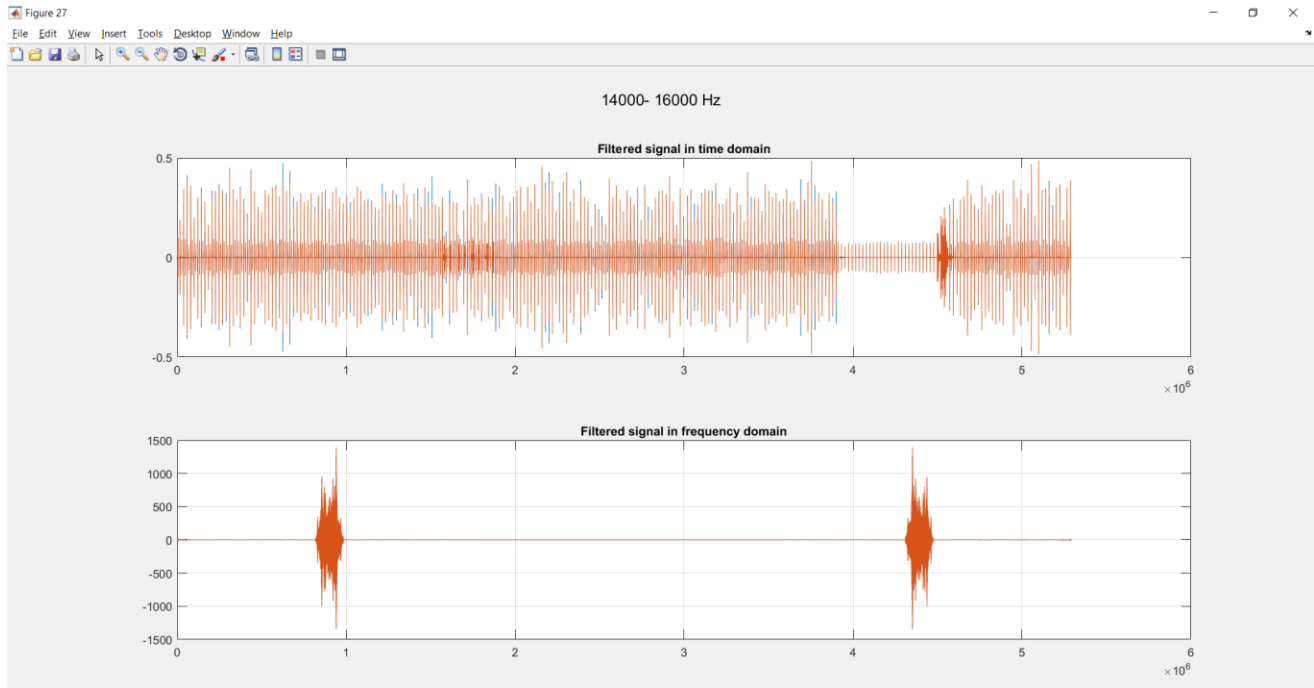 Figure 27
File Edit View Insert Tools Desktop Window Help
14000- 16000 Hz
Filtered signal in time domain
0.5
0
-0.5
0 1 2 3 4 5 6
×10^6
Filtered signal in frequency domain
1500
1000
500
0
-500
-1000
-1500
0 1 2 3 4 5 6
×10^6